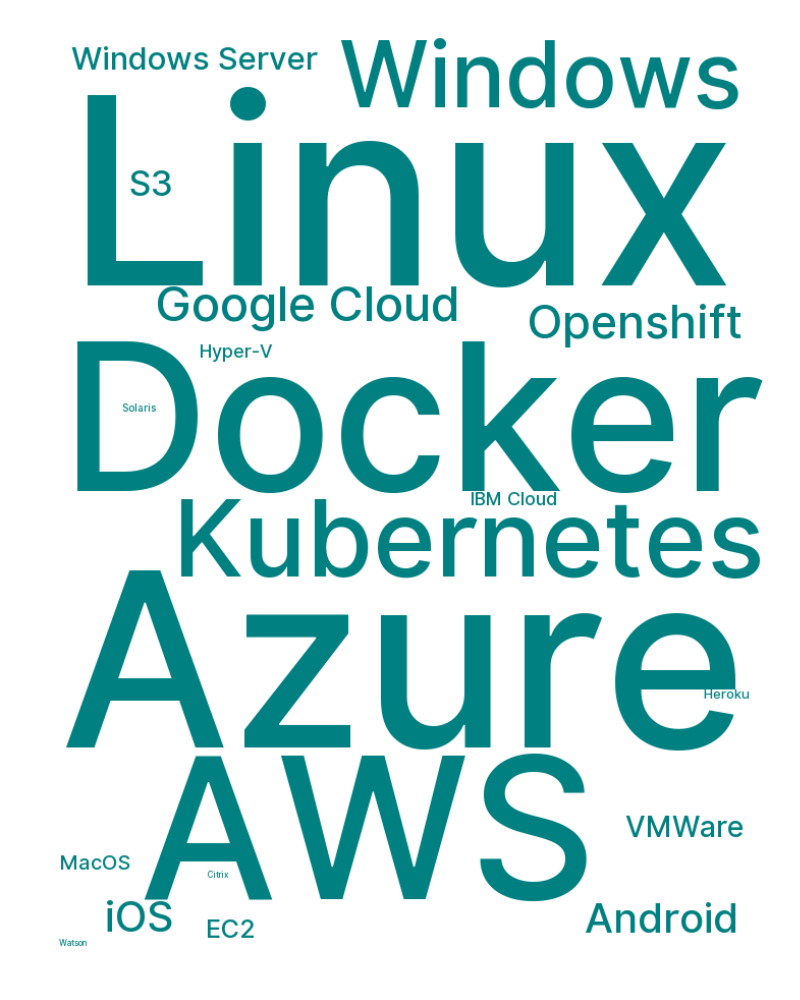 Windows Server
Windows
Linux
S3
Google Cloud
Openshift
Hyper-V
Docker
Solaris
IBM Cloud
Kubernetes
Azure
Heroku
AWS
VMWare
MacOS
Citrix
iOS
EC2
Android
Watson